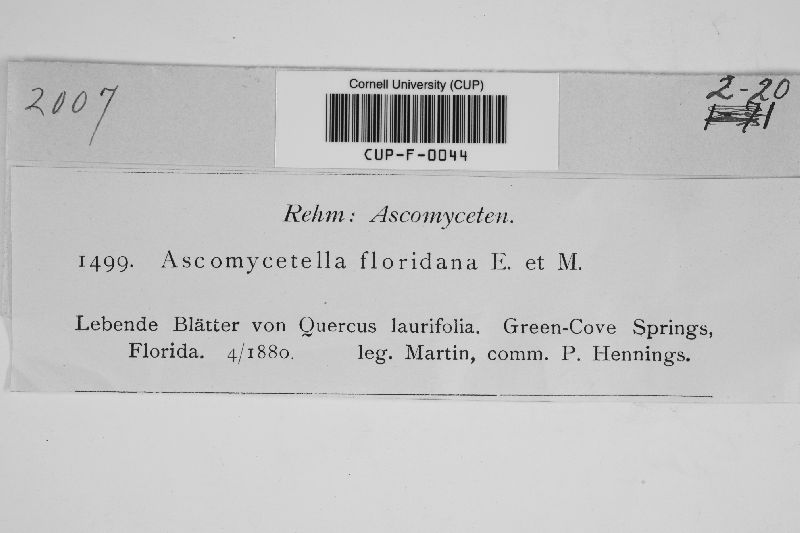 2007
Cornell University (CUP)
CUP-F-0044
2-20
Rehm: Ascomyceten.
1499. Ascomycetella floridana E. et M.
Lebende Blätter von Quercus laurifolia. Green-Cove Springs,
Florida. 4/1880. leg. Martin, comm. P. Hennings.